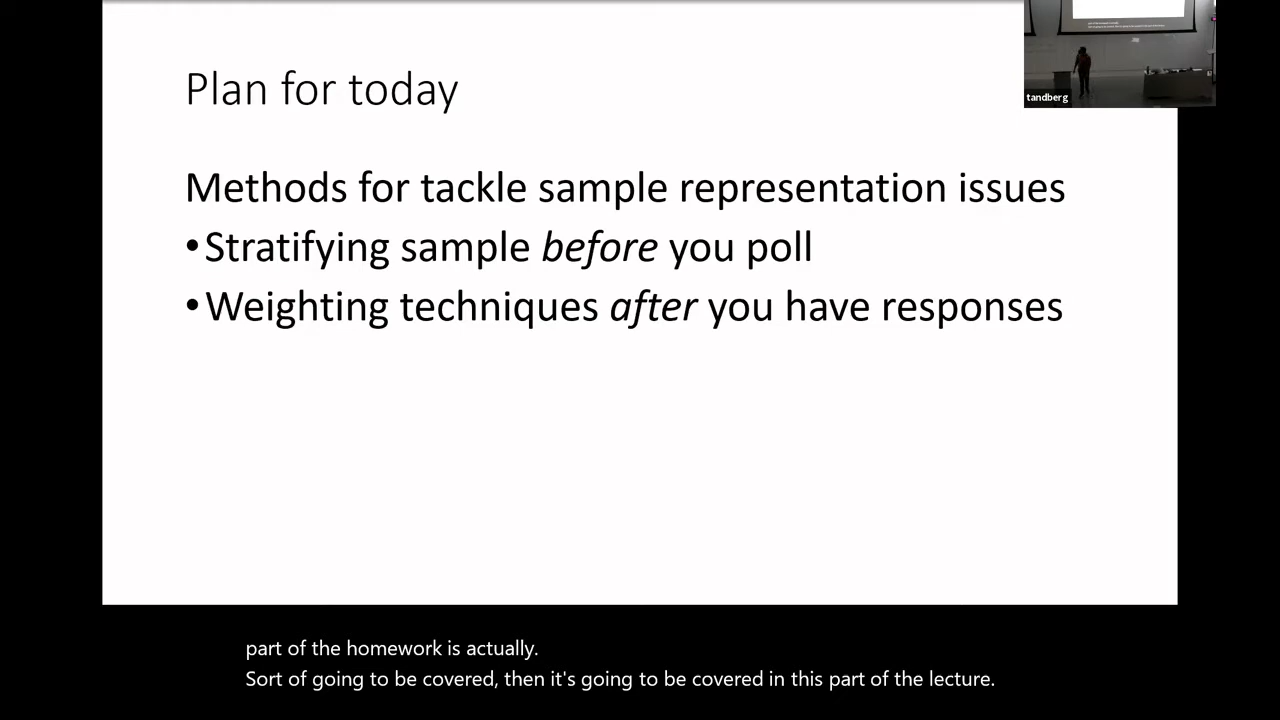 Plan for today
Methods for tackle sample representation issues
•Stratifying sample before you poll
•Weighting techniques after you have responses
tandberg
part of the homework is actually.
Sort of going to be covered, then it's going to be covered in this part of the lecture.